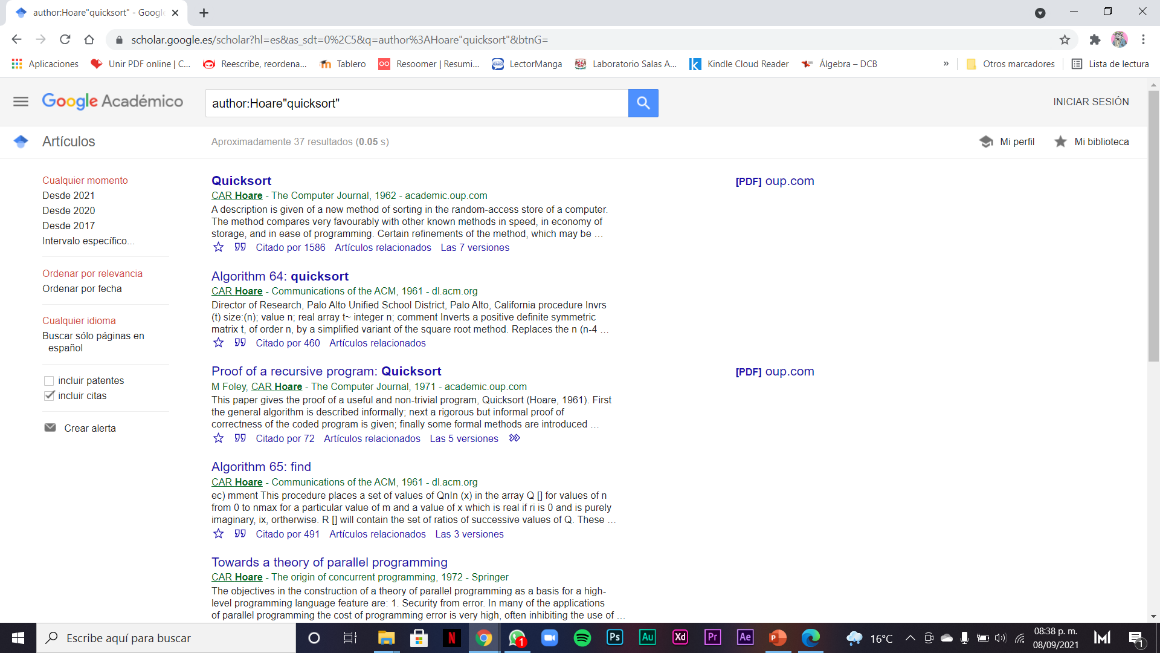 author:Hoare"quicksort" - Googl
scholar.google.es/scholar?hl=es&as_sdt=0%2C5&q=author%3AHoare"quicksort"&btnG=
Aplicaciones
Unir PDF online | C...
Reescribe, reordena...
Tablero
Resoomer | Resumi...
LectorManga
Laboratorio Salas A...
Kindle Cloud Reader
Álgebra – DCB
»
Otros marcadores
Lista de lectura
Google Académico
author:Hoare"quicksort"
INICIAR SESIÓN
Artículos
Aproximadamente 37 resultados (0.05 s)
Mi perfil
Mi biblioteca
Cualquier momento
Desde 2021
Desde 2020
Desde 2017
Intervalo específico...
Ordenar por relevancia
Ordenar por fecha
Cualquier idioma
Buscar sólo páginas en
español
incluir patentes
incluir citas
Crear alerta
Quicksort
[PDF] oup.com
CAR Hoare - The Computer Journal, 1962 - academic.oup.com
A description is given of a new method of sorting in the random-access store of a computer.
The method compares very favourably with other known methods in speed, in economy of
storage, and in ease of programming. Certain refinements of the method, which may be ...
Citado por 1586 Artículos relacionados Las 7 versiones
Algorithm 64: quicksort
CAR Hoare - Communications of the ACM, 1961 - dl.acm.org
Director of Research, Palo Alto Unified School District, Palo Alto, California procedure Invrs
(t) size:(n); value n; real array t~ integer n; comment Inverts a positive definite symmetric
matrix t, of order n, by a simplified variant of the square root method. Replaces the n (n-4 ...
Citado por 460 Artículos relacionados
Proof of a recursive program: Quicksort
[PDF] oup.com
M Foley, CAR Hoare - The Computer Journal, 1971 - academic.oup.com
This paper gives the proof of a useful and non-trivial program, Quicksort (Hoare, 1961). First
the general algorithm is described informally; next a rigorous but informal proof of
correctness of the coded program is given; finally some formal methods are introduced ...
Citado por 72 Artículos relacionados Las 5 versiones
Algorithm 65: find
CAR Hoare - Communications of the ACM, 1961 - dl.acm.org
ec) mment This procedure places a set of values of QnIn (x) in the array Q [] for values of n
from 0 to nmax for a particular value of m and a value of x which is real if ri is 0 and is purely
imaginary, ix, ortherwise. R [] will contain the set of ratios of successive values of Q. These ...
Citado por 491 Artículos relacionados Las 3 versiones
Towards a theory of parallel programming
CAR Hoare - The origin of concurrent programming, 1972 - Springer
The objectives in the construction of a theory of parallel programming as a basis for a high-
level programming language feature are: 1. Security from error. In many of the applications
of parallel programming the cost of programming error is very high, often inhibiting the use of ...
Escribe aquí para buscar
N
1
Ps
Au
Xd
Pr
Ae
P
16°C
08:38 p. m.
08/09/2021
1